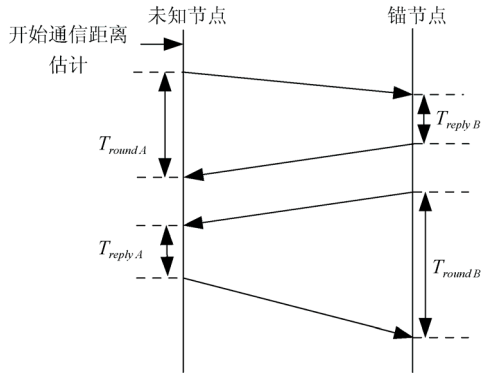 未知节点
锚节点
开始通信距离
估计
T_reply B
T_round A
T_reply A
T_round B